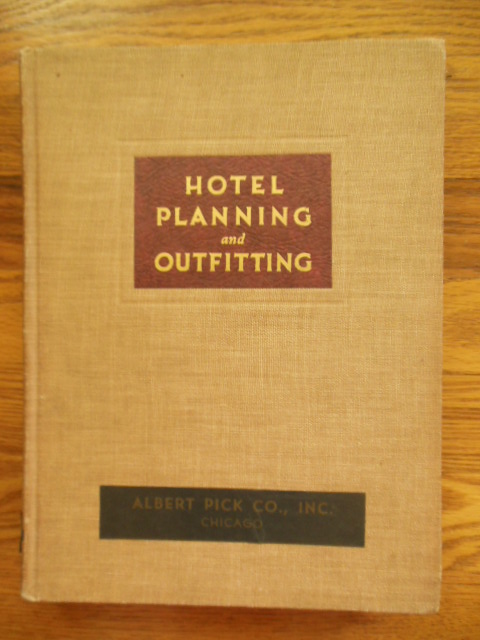 HOTEL
PLANNING
and
OUTFITTING
ALBERT PICK CO., INC.
CHICAGO